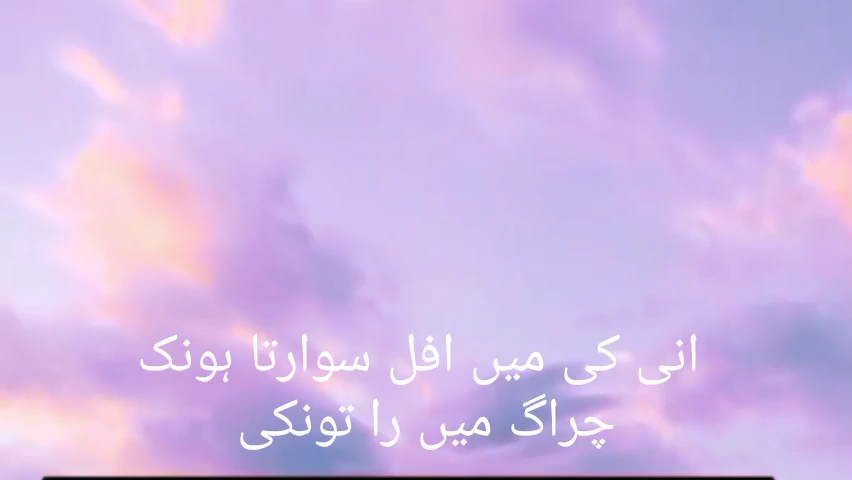 انی کی میں افل سوارتا ہونک
چراگ میں را تونکی